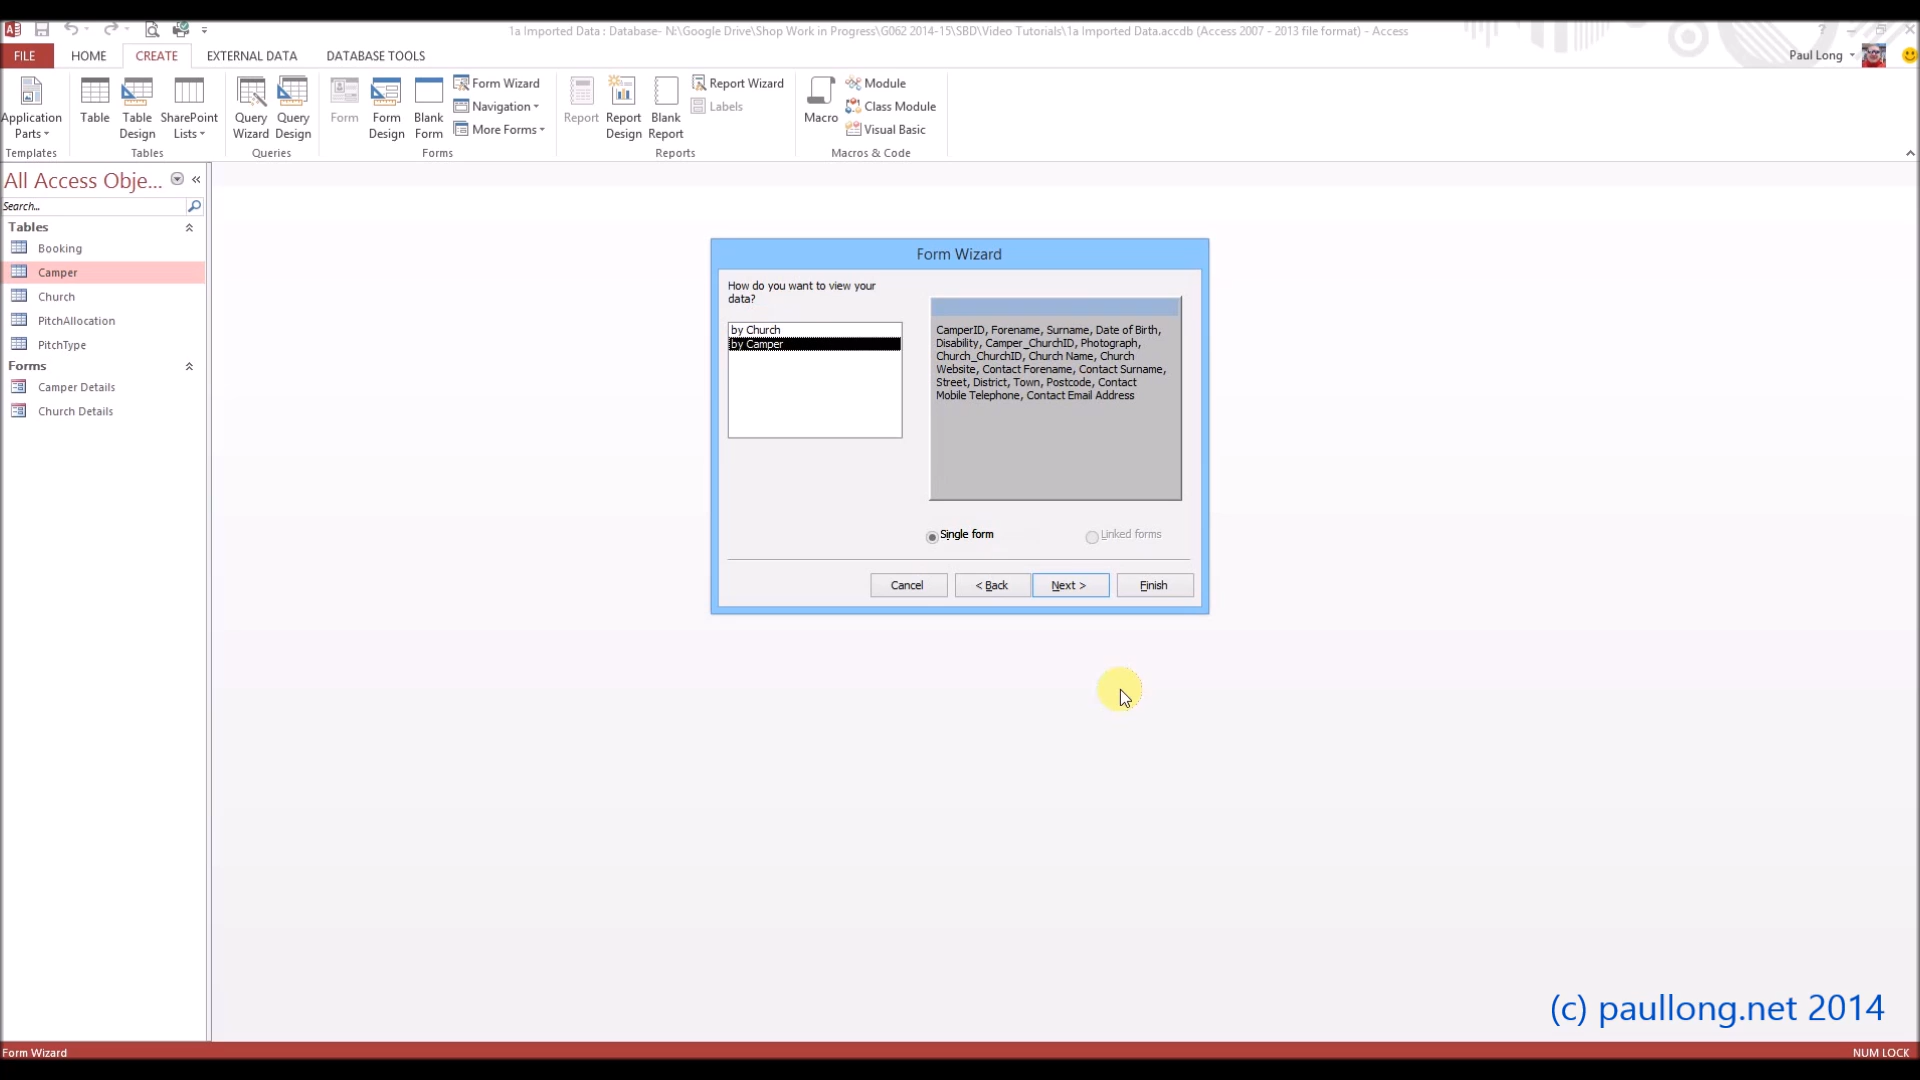 1a Imported Data : Database- N:\Google Drive\Shop Work in Progress\G062 2014-15\SBD\Video Tutorials\1a Imported Data.accdb (Access 2007 - 2013 file format) - Access
FILE HOME CREATE EXTERNAL DATA DATABASE TOOLS Paul Long
Application Parts
Table
Table Design
SharePoint Lists
Query Wizard
Query Design
Form
Form Design
Blank Form
Form Wizard
Navigation
More Forms
Report
Report Design
Blank Report
Report Wizard
Labels
Macro
Module
Class Module
Visual Basic
Templates Tables Queries Forms Reports Macros & Code
All Access Obje... «
Search...
Tables
Booking
Camper
Church
PitchAllocation
PitchType
Forms
Camper Details
Church Details
Form Wizard
How do you want to view your
data?
by Church
by Camper
CamperID, Forename, Surname, Date of Birth,
Disability, Camper_ChurchID, Photograph,
Church_ChurchID, Church Name, Church
Website, Contact Forename, Contact Surname,
Street, District, Town, Postcode, Contact
Mobile Telephone, Contact Email Address
Single form Linked forms
Cancel < Back Next > Finish
(c) paullong.net 2014
Form Wizard NUM LOCK